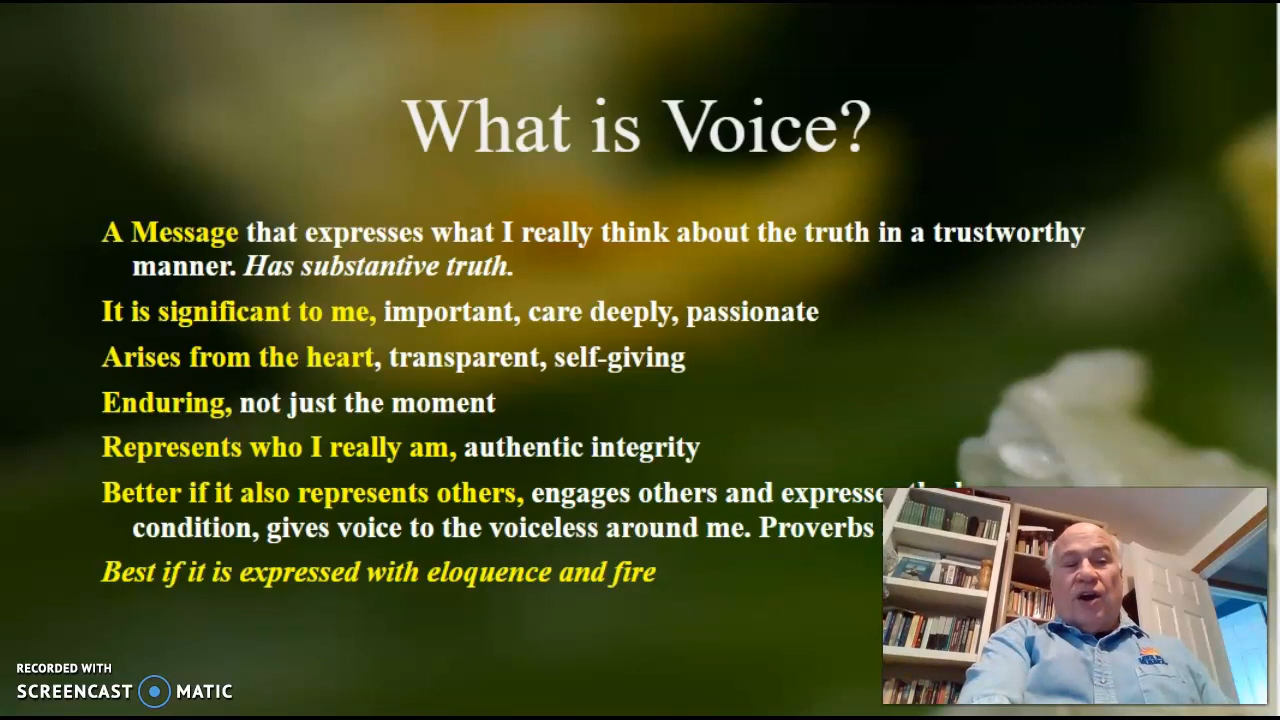 What is Voice?
A Message that expresses what I really think about the truth in a trustworthy
manner. Has substantive truth.
It is significant to me, important, care deeply, passionate
Arises from the heart, transparent, self-giving
Enduring, not just the moment
Represents who I really am, authentic integrity
Better if it also represents others, engages others and
condition, gives voice to the voiceless around me. Proverbs
Best if it is expressed with eloquence and fire
RECORDED WITH
SCREENCAST MATIC